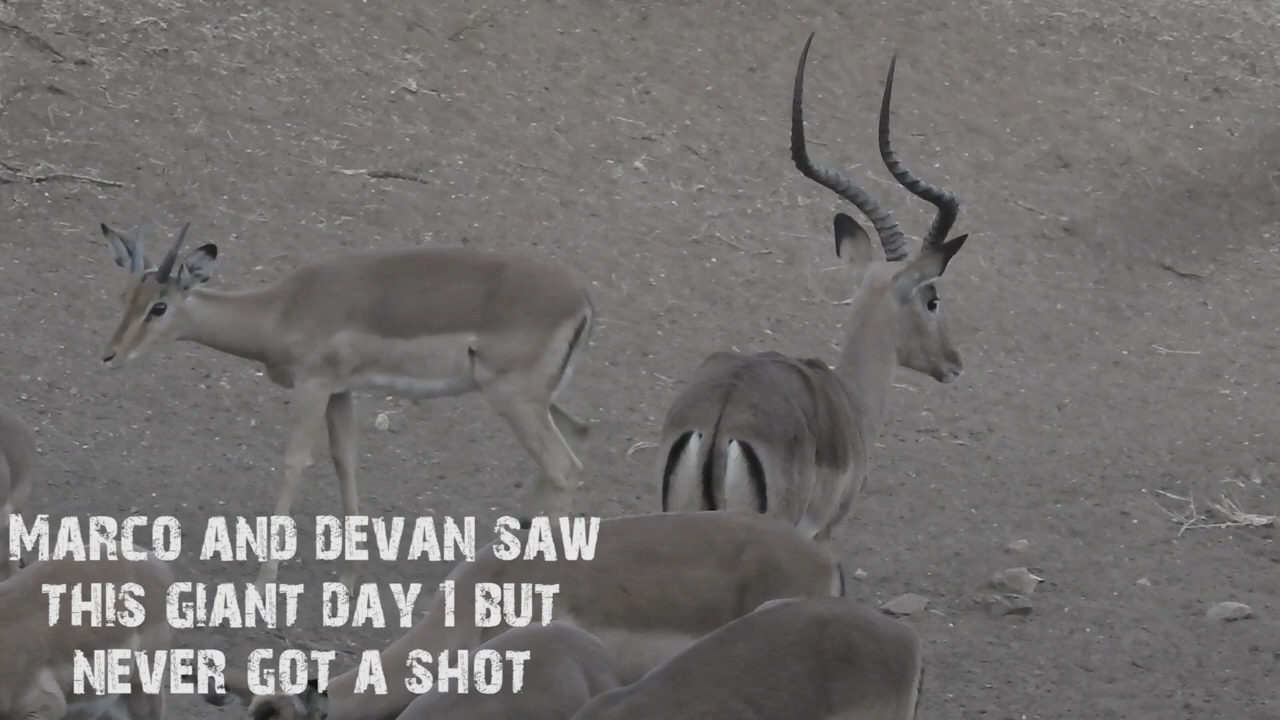 MARCO AND DEVAN SAW
THIS GIANT DAY 1 BUT
NEVER GOT A SHOT